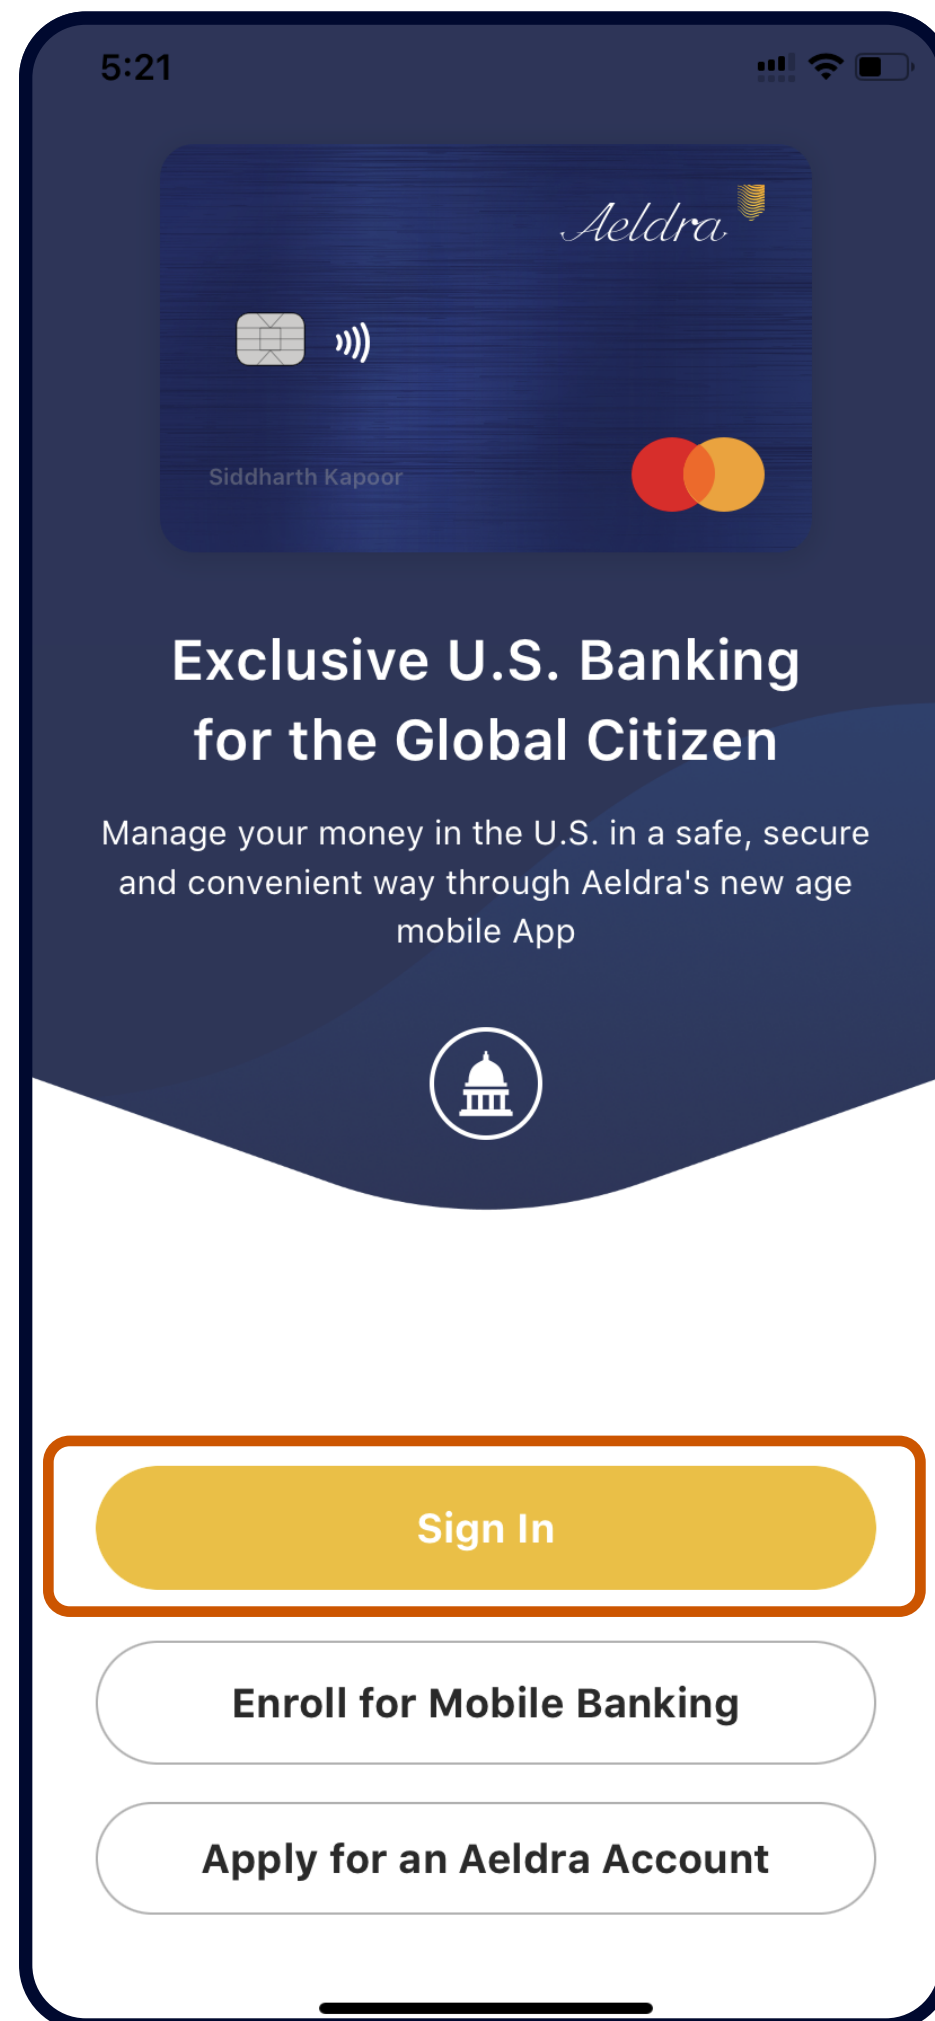 5:21
Aeldra
Siddharth Kapoor
Exclusive U.S. Banking
for the Global Citizen
Manage your money in the U.S. in a safe, secure
and convenient way through Aeldra's new age
mobile App
Sign In
Enroll for Mobile Banking
Apply for an Aeldra Account